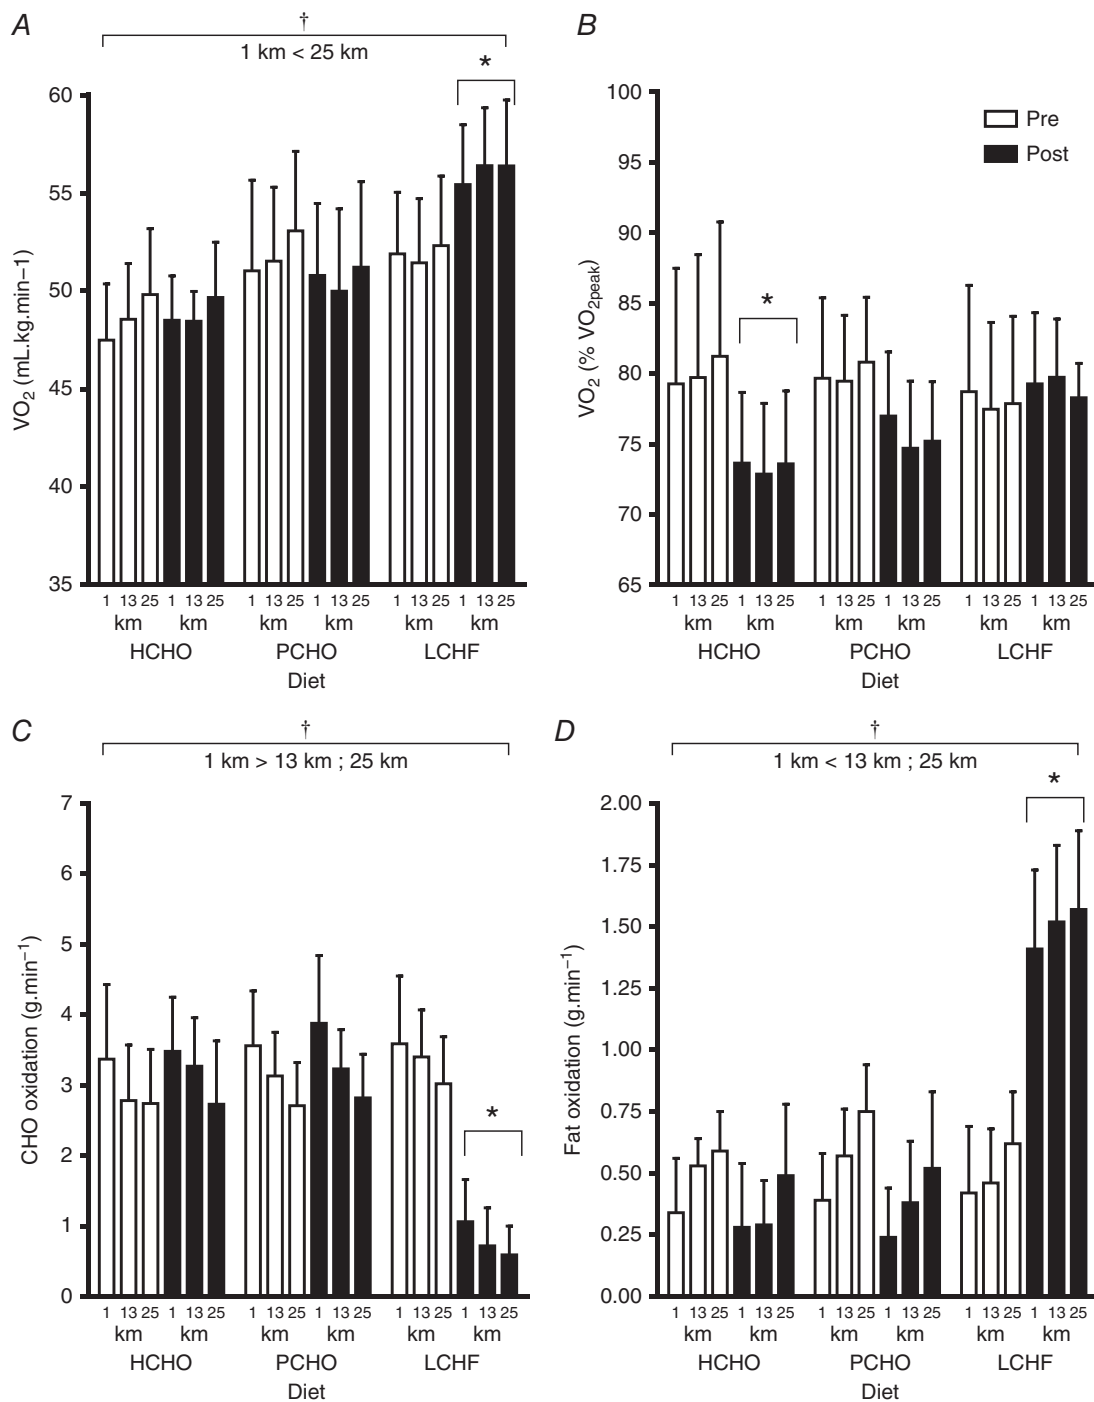 A
†
1 km < 25 km
*
VO2 (mL.kg.min–1)
60
55
50
45
40
35
1 13 25 1 13 25 1 13 25 1 13 25 1 13 25 1 13 25
km km km km km km
HCHO PCHO LCHF
Diet
B
Pre
Post
*
VO2 (% VO2peak)
100
95
90
85
80
75
70
65
1 13 25 1 13 25 1 13 25 1 13 25 1 13 25 1 13 25
km km km km km km
HCHO PCHO LCHF
Diet
C
†
1 km > 13 km ; 25 km
*
CHO oxidation (g.min−1)
7
6
5
4
3
2
1
0
1 13 25 1 13 25 1 13 25 1 13 25 1 13 25 1 13 25
km km km km km km
HCHO PCHO LCHF
Diet
D
†
1 km < 13 km ; 25 km
*
Fat oxidation (g.min−1)
2.00
1.75
1.50
1.25
1.00
0.75
0.50
0.25
0.00
1 13 25 1 13 25 1 13 25 1 13 25 1 13 25 1 13 25
km km km km km km
HCHO PCHO LCHF
Diet